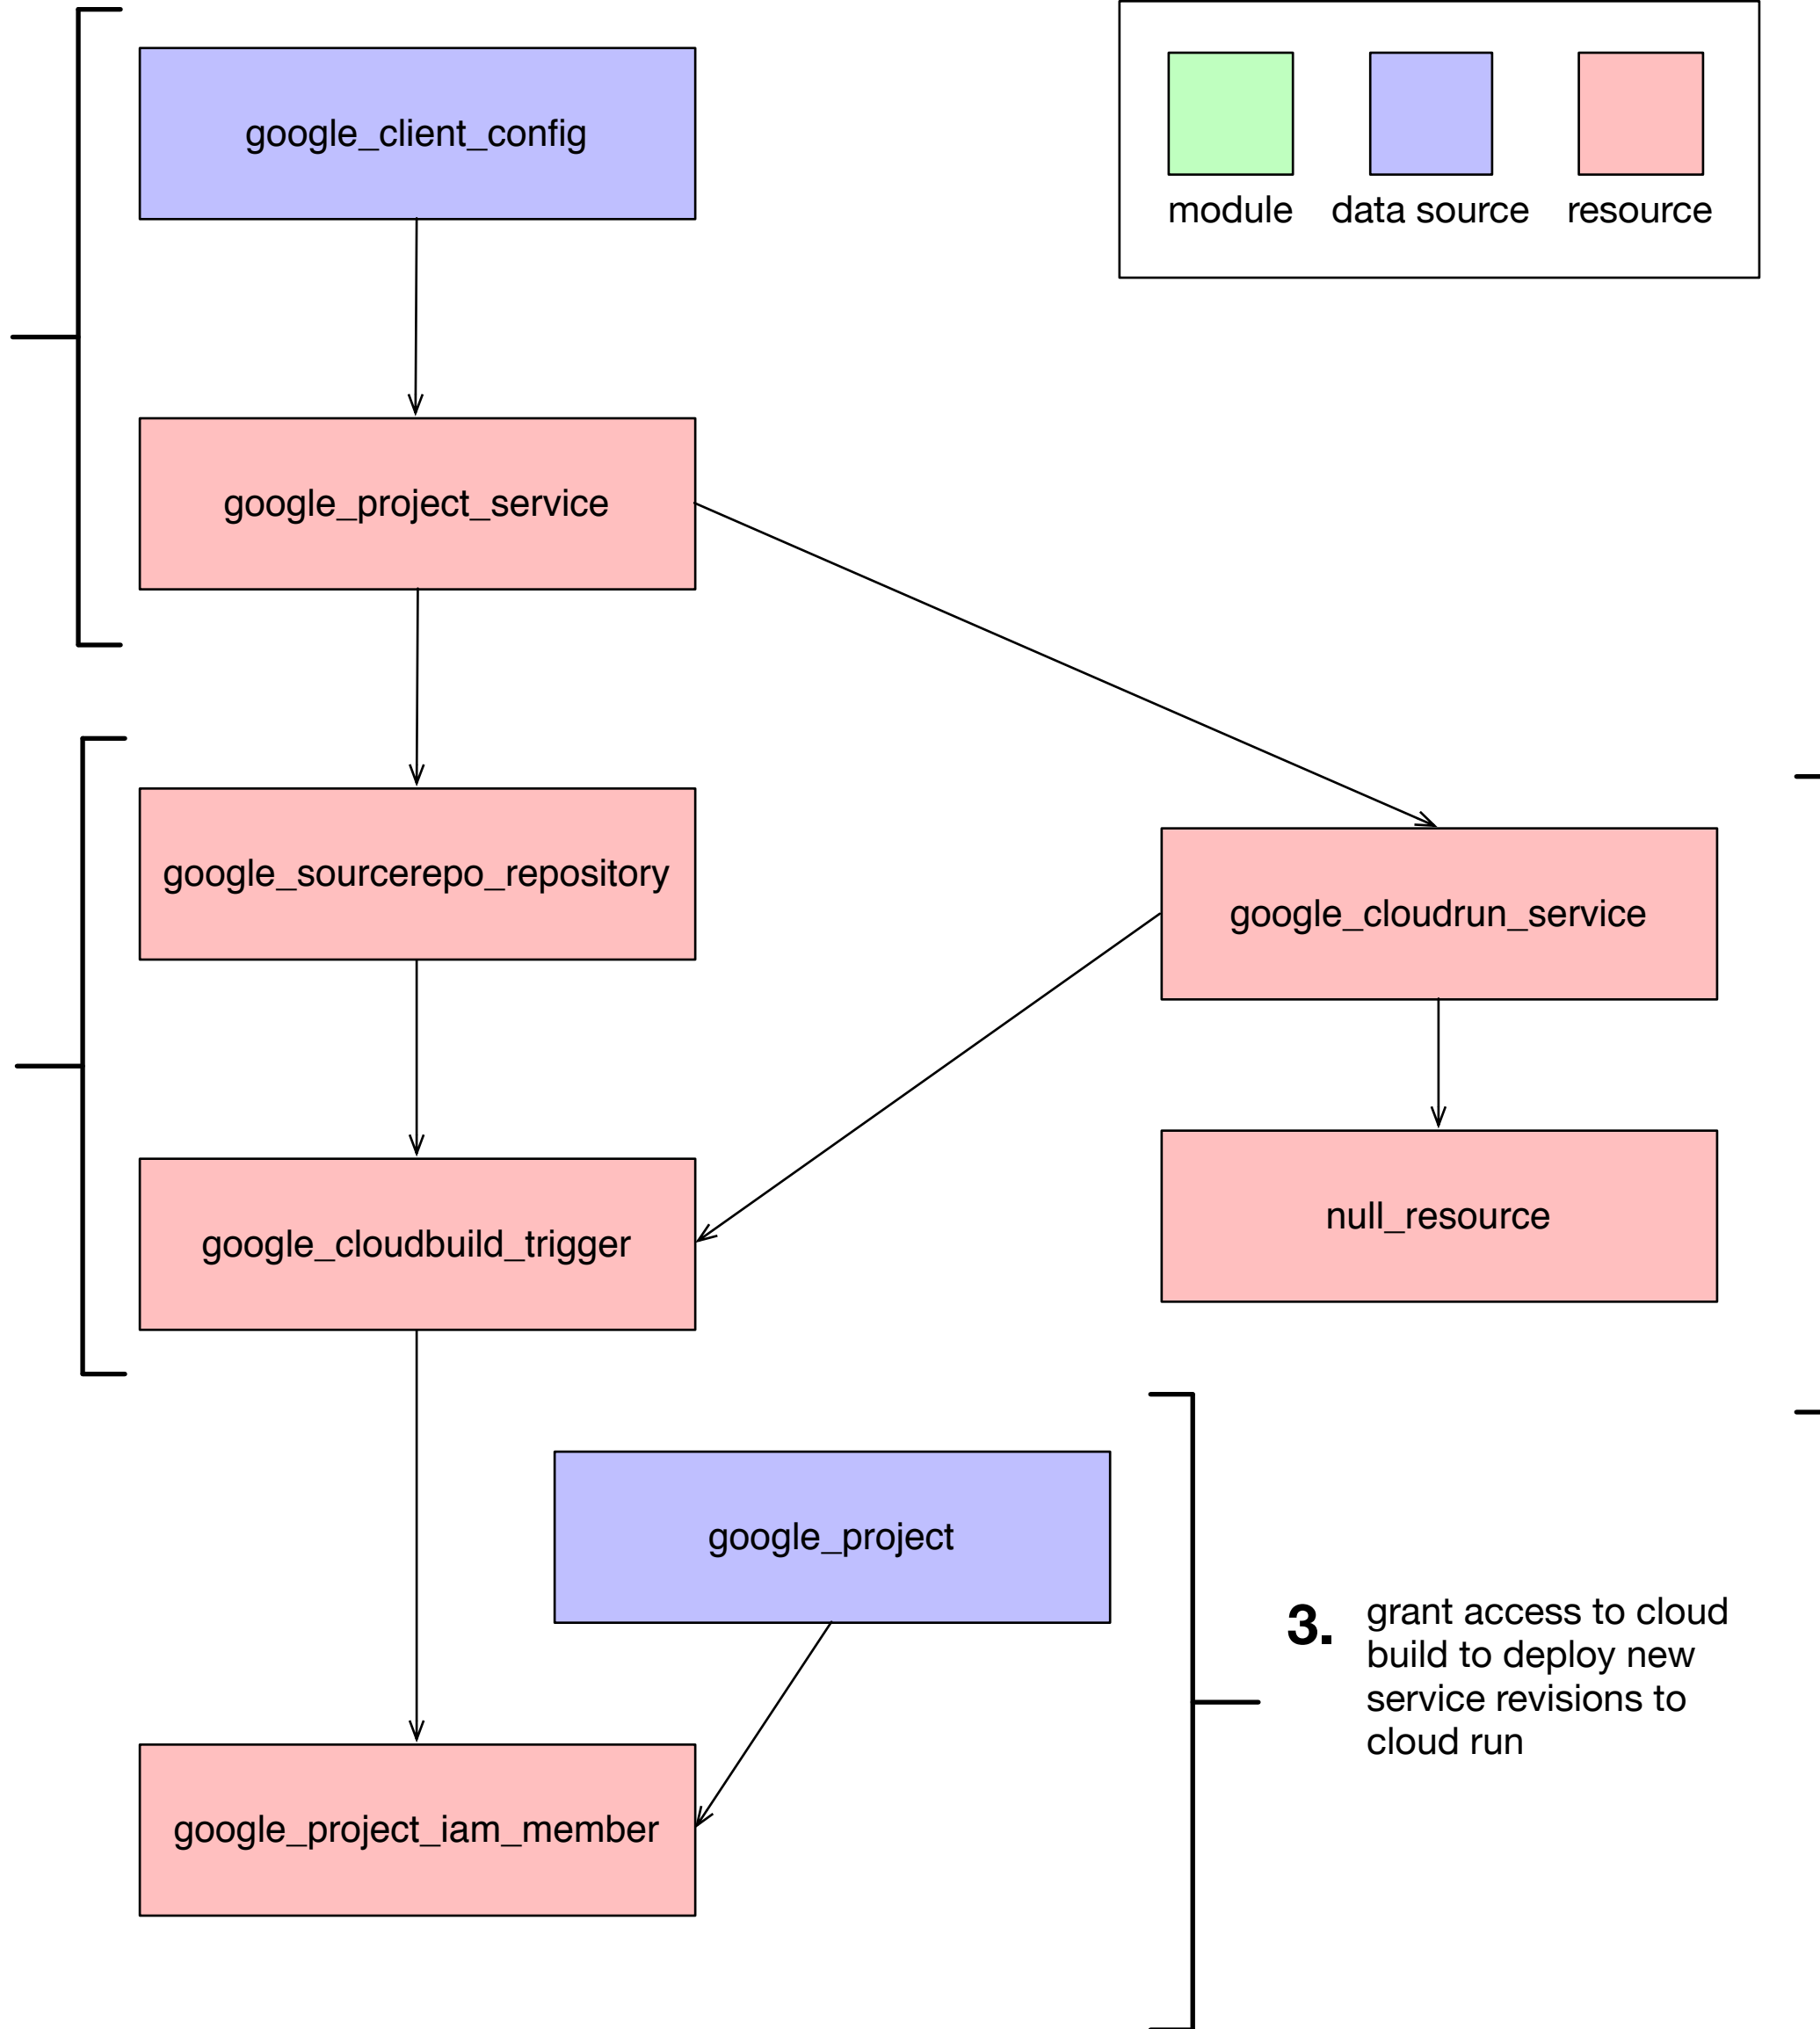 google_client_config
module
data source
resource
google_project_service
google_sourcerepo_repository
google_cloudrun_service
google_cloudbuild_trigger
null_resource
google_project
3.
grant access to cloud
build to deploy new
service revisions to
cloud run
google_project_iam_member